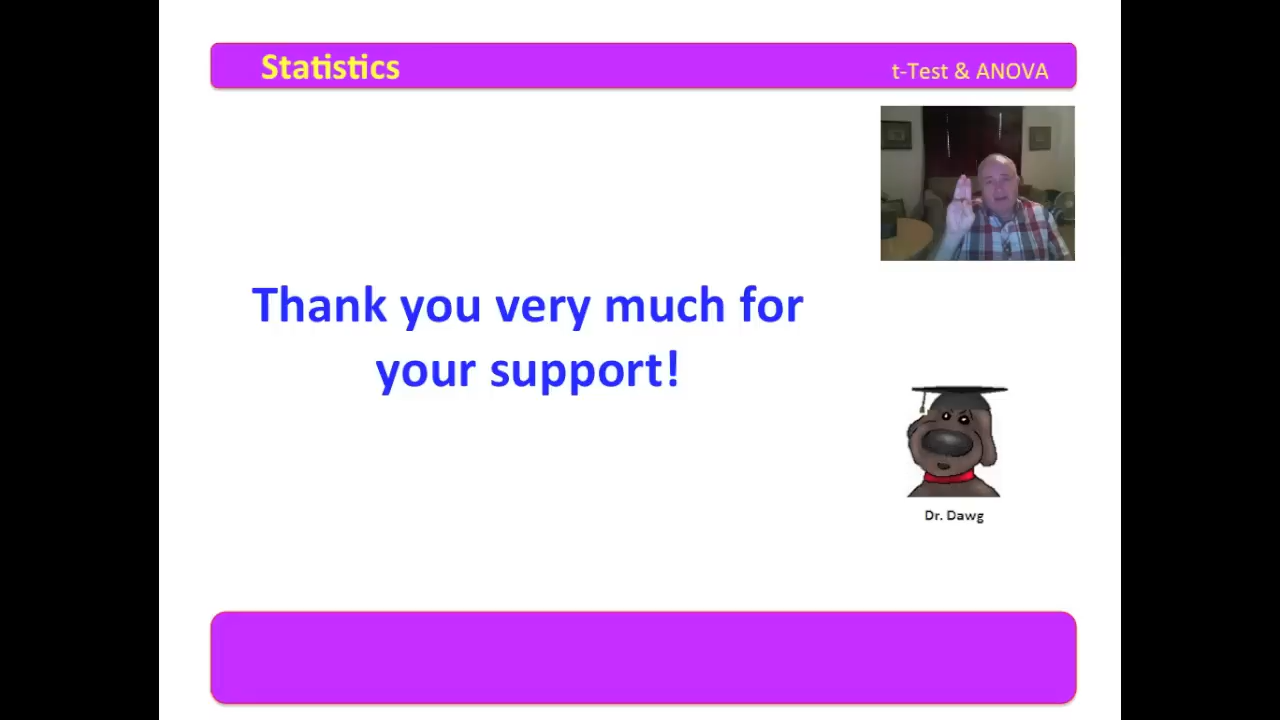 Statistics
t-Test & ANOVA
Thank you very much for
your support!
Dr. Dawg